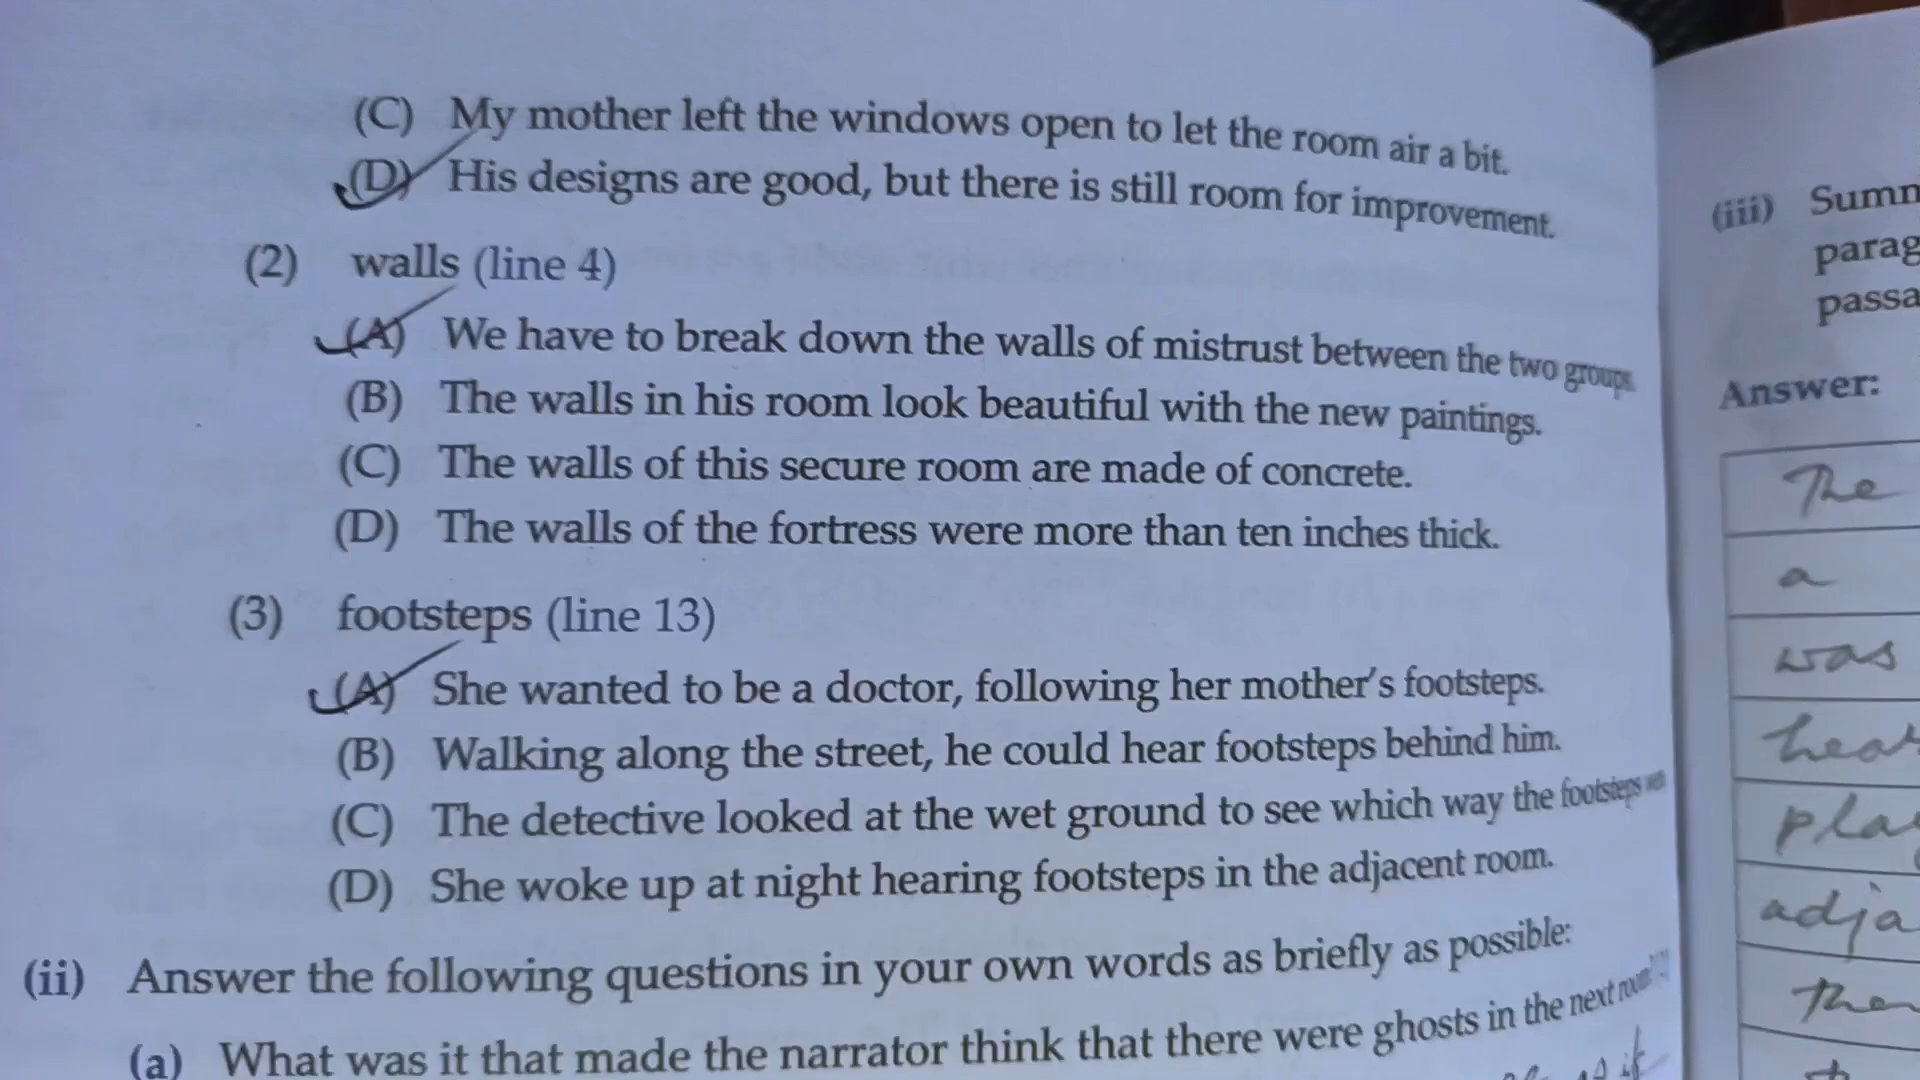 (C) My mother left the windows open to let the room air a bit.
(D) His designs are good, but there is still room for improvement.
(2) walls (line 4)
(A) We have to break down the walls of mistrust between the two groups.
(B) The walls in his room look beautiful with the new paintings.
(C) The walls of this secure room are made of concrete.
(D) The walls of the fortress were more than ten inches thick.
(3) footsteps (line 13)
(A) She wanted to be a doctor, following her mother's footsteps.
(B) Walking along the street, he could hear footsteps behind him.
(C) The detective looked at the wet ground to see which way the footsteps
(D) She woke up at night hearing footsteps in the adjacent room.
(ii) Answer the following questions in your own words as briefly as possible:
(a) What was it that made the narrator think that there were ghosts in the next room?
(iii) Summ
parag
passa
Answer:
The
a
was
hear
play
adja
then